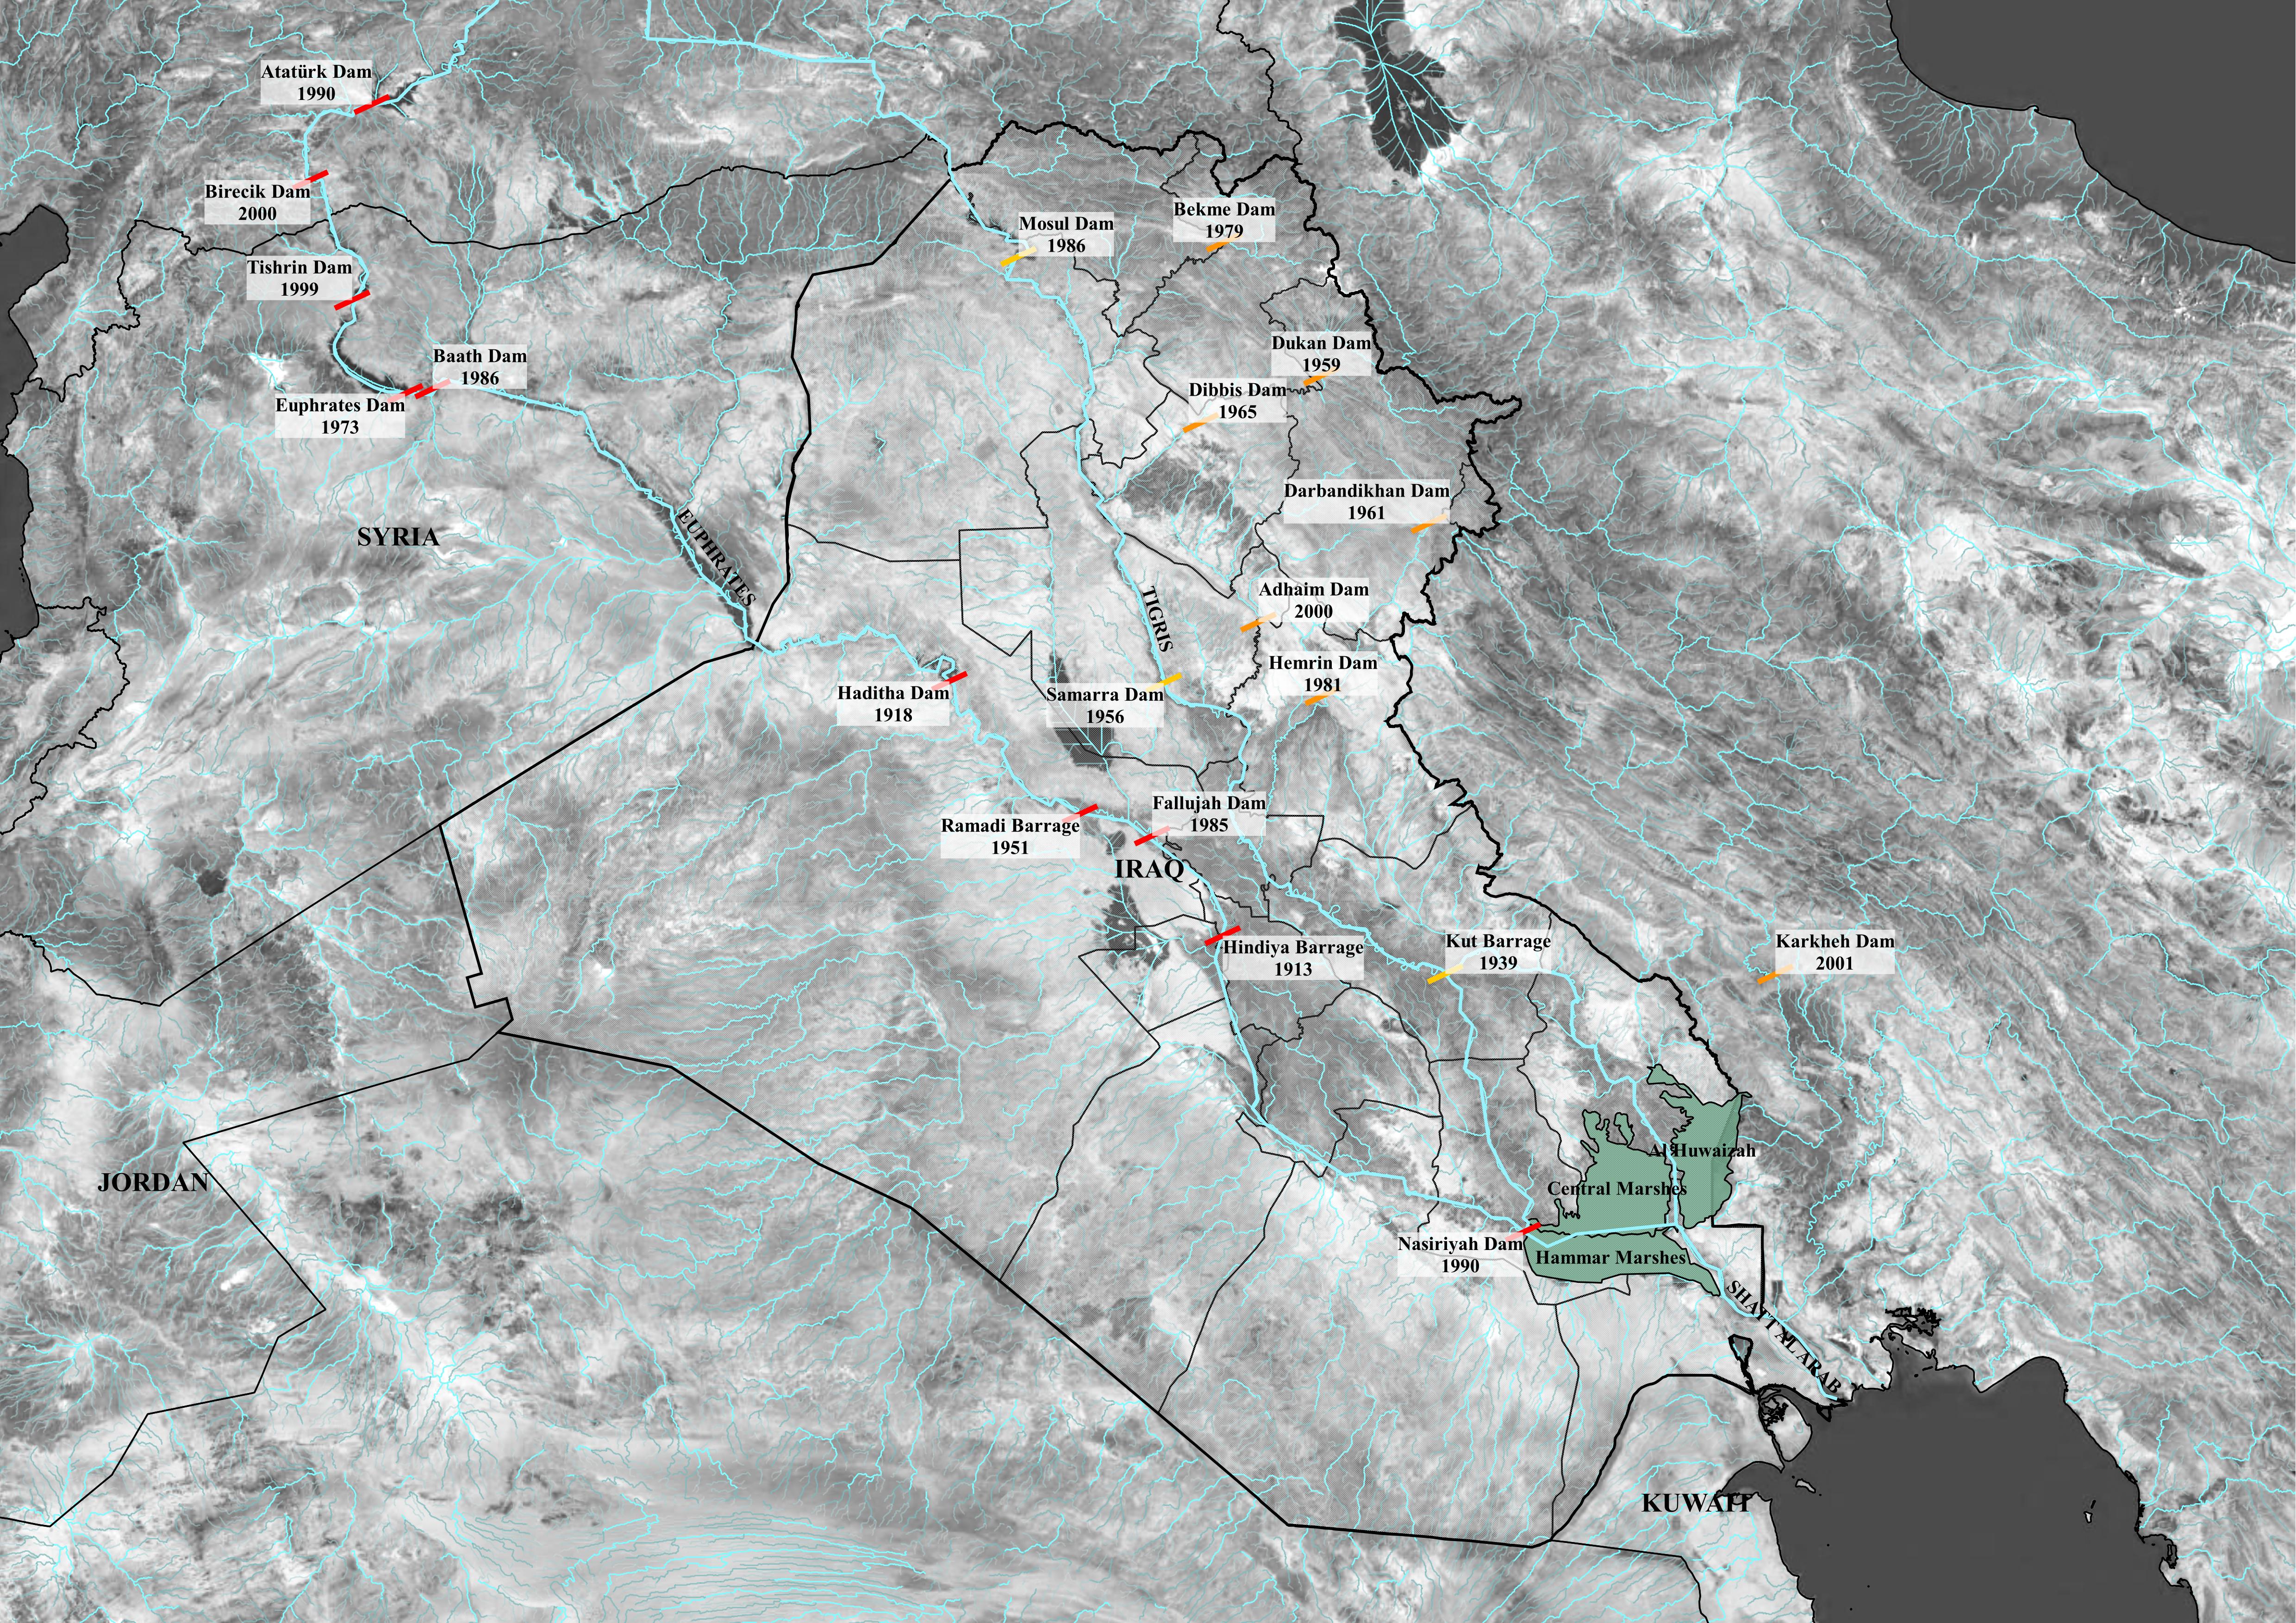 Atatürk Dam
1990
Birecik Dam
2000
Tishrin Dam
1999
Baath Dam
1986
Euphrates Dam
1973
Mosul Dam
1986
Bekme Dam
1979
Dukan Dam
1959
Dibbis Dam
1965
Darbandikhan Dam
1961
SYRIA
EUPHRATES
TIGRIS
Adhaim Dam
2000
Hemrin Dam
1981
Haditha Dam
1918
Samarra Dam
1956
Fallujah Dam
1985
Ramadi Barrage
1951
IRAQ
Hindiya Barrage
1913
Kut Barrage
1939
Karkheh Dam
2001
JORDAN
Al Huwaizah
Central Marshes
Nasiriyah Dam
1990
Hammar Marshes
SHATT AL ARAB
KUWAIT